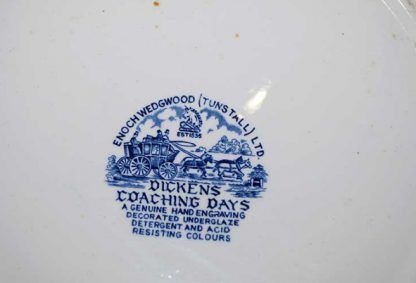 ENOCH WEDGWOOD (TUNSTALL) LTD.
ESTD 1835
DICKENS
COACHING DAYS
A GENUINE HAND ENGRAVING
DECORATED UNDERGLAZE
DETERGENT AND ACID
RESISTING COLOURS